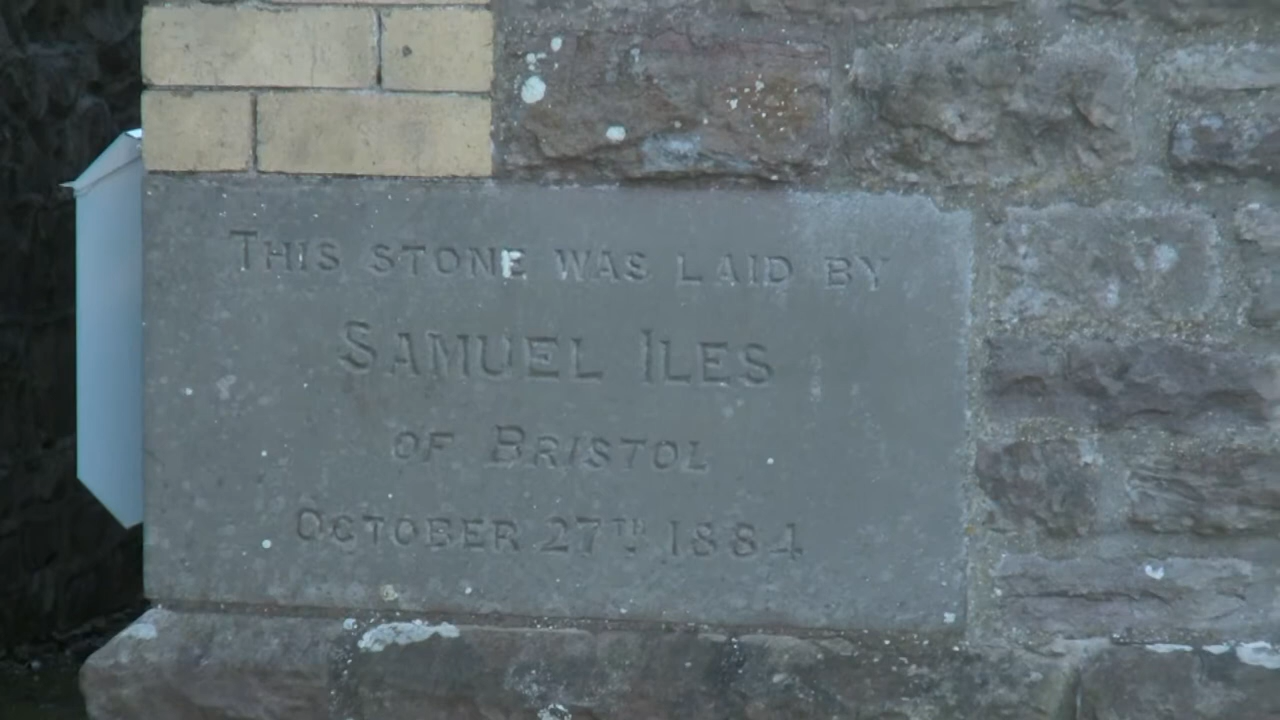 THIS STONE WAS LAID BY
SAMUEL ILES
OF BRISTOL
OCTOBER 27TH 1884